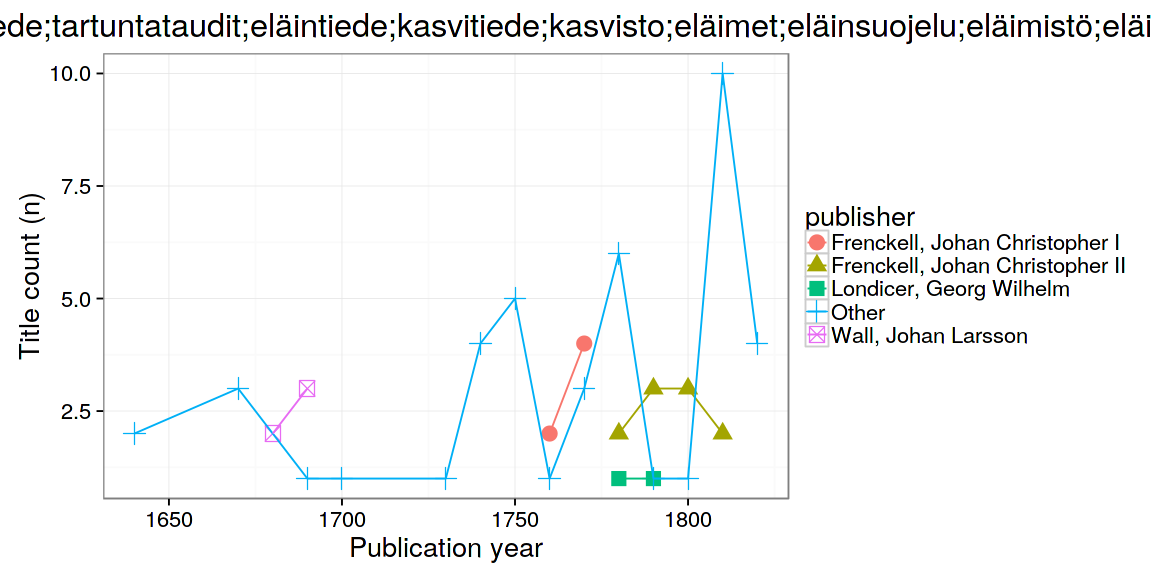 ede;tartuntataudit;eläintiede;kasvitiede;kasvisto;eläimet;eläinsuojelu;eläimistö;eläi
10.0
7.5
5.0
2.5
Title count (n)
1650 1700 1750 1800
Publication year
publisher
Frenckell, Johan Christopher I
Frenckell, Johan Christopher II
Londicer, Georg Wilhelm
Other
Wall, Johan Larsson